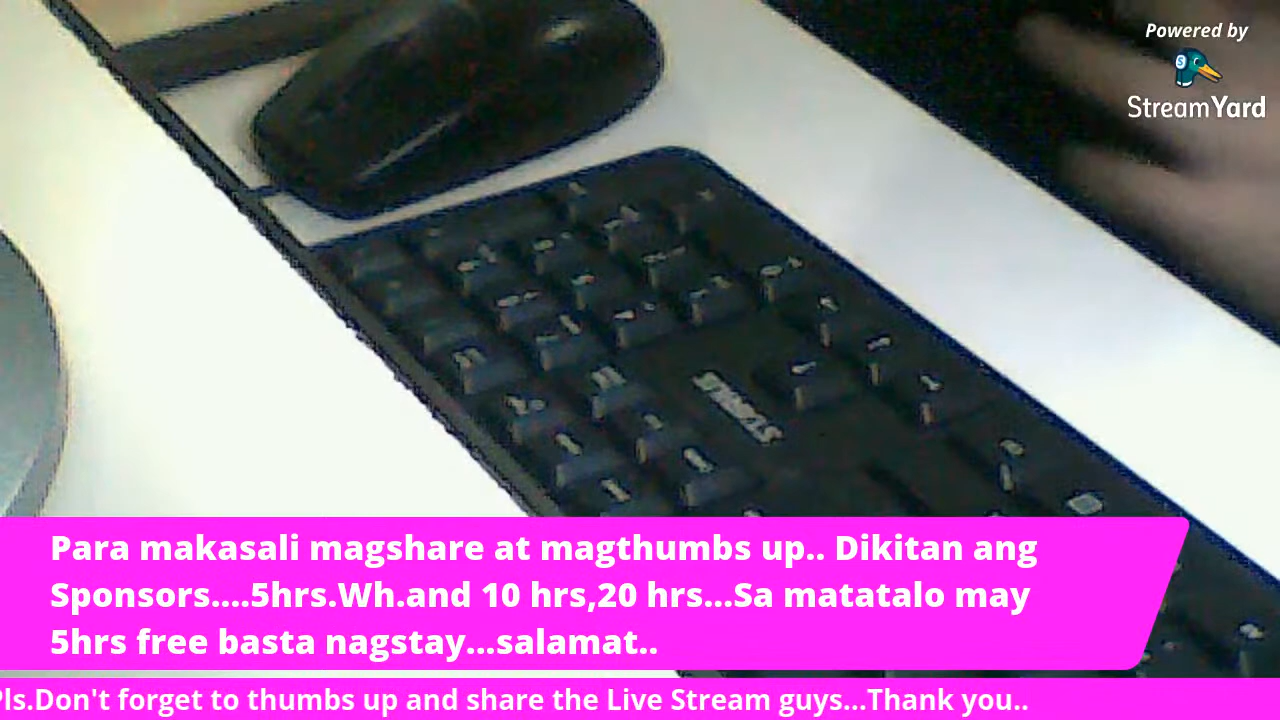 Powered by
StreamYard
Para makasali magshare at magthumbs up.. Dikitan ang
Sponsors....5hrs.Wh.and 10 hrs,20 hrs...Sa matatalo may
5hrs free basta nagstay...salamat..
Pls.Don't forget to thumbs up and share the Live Stream guys...Thank you..